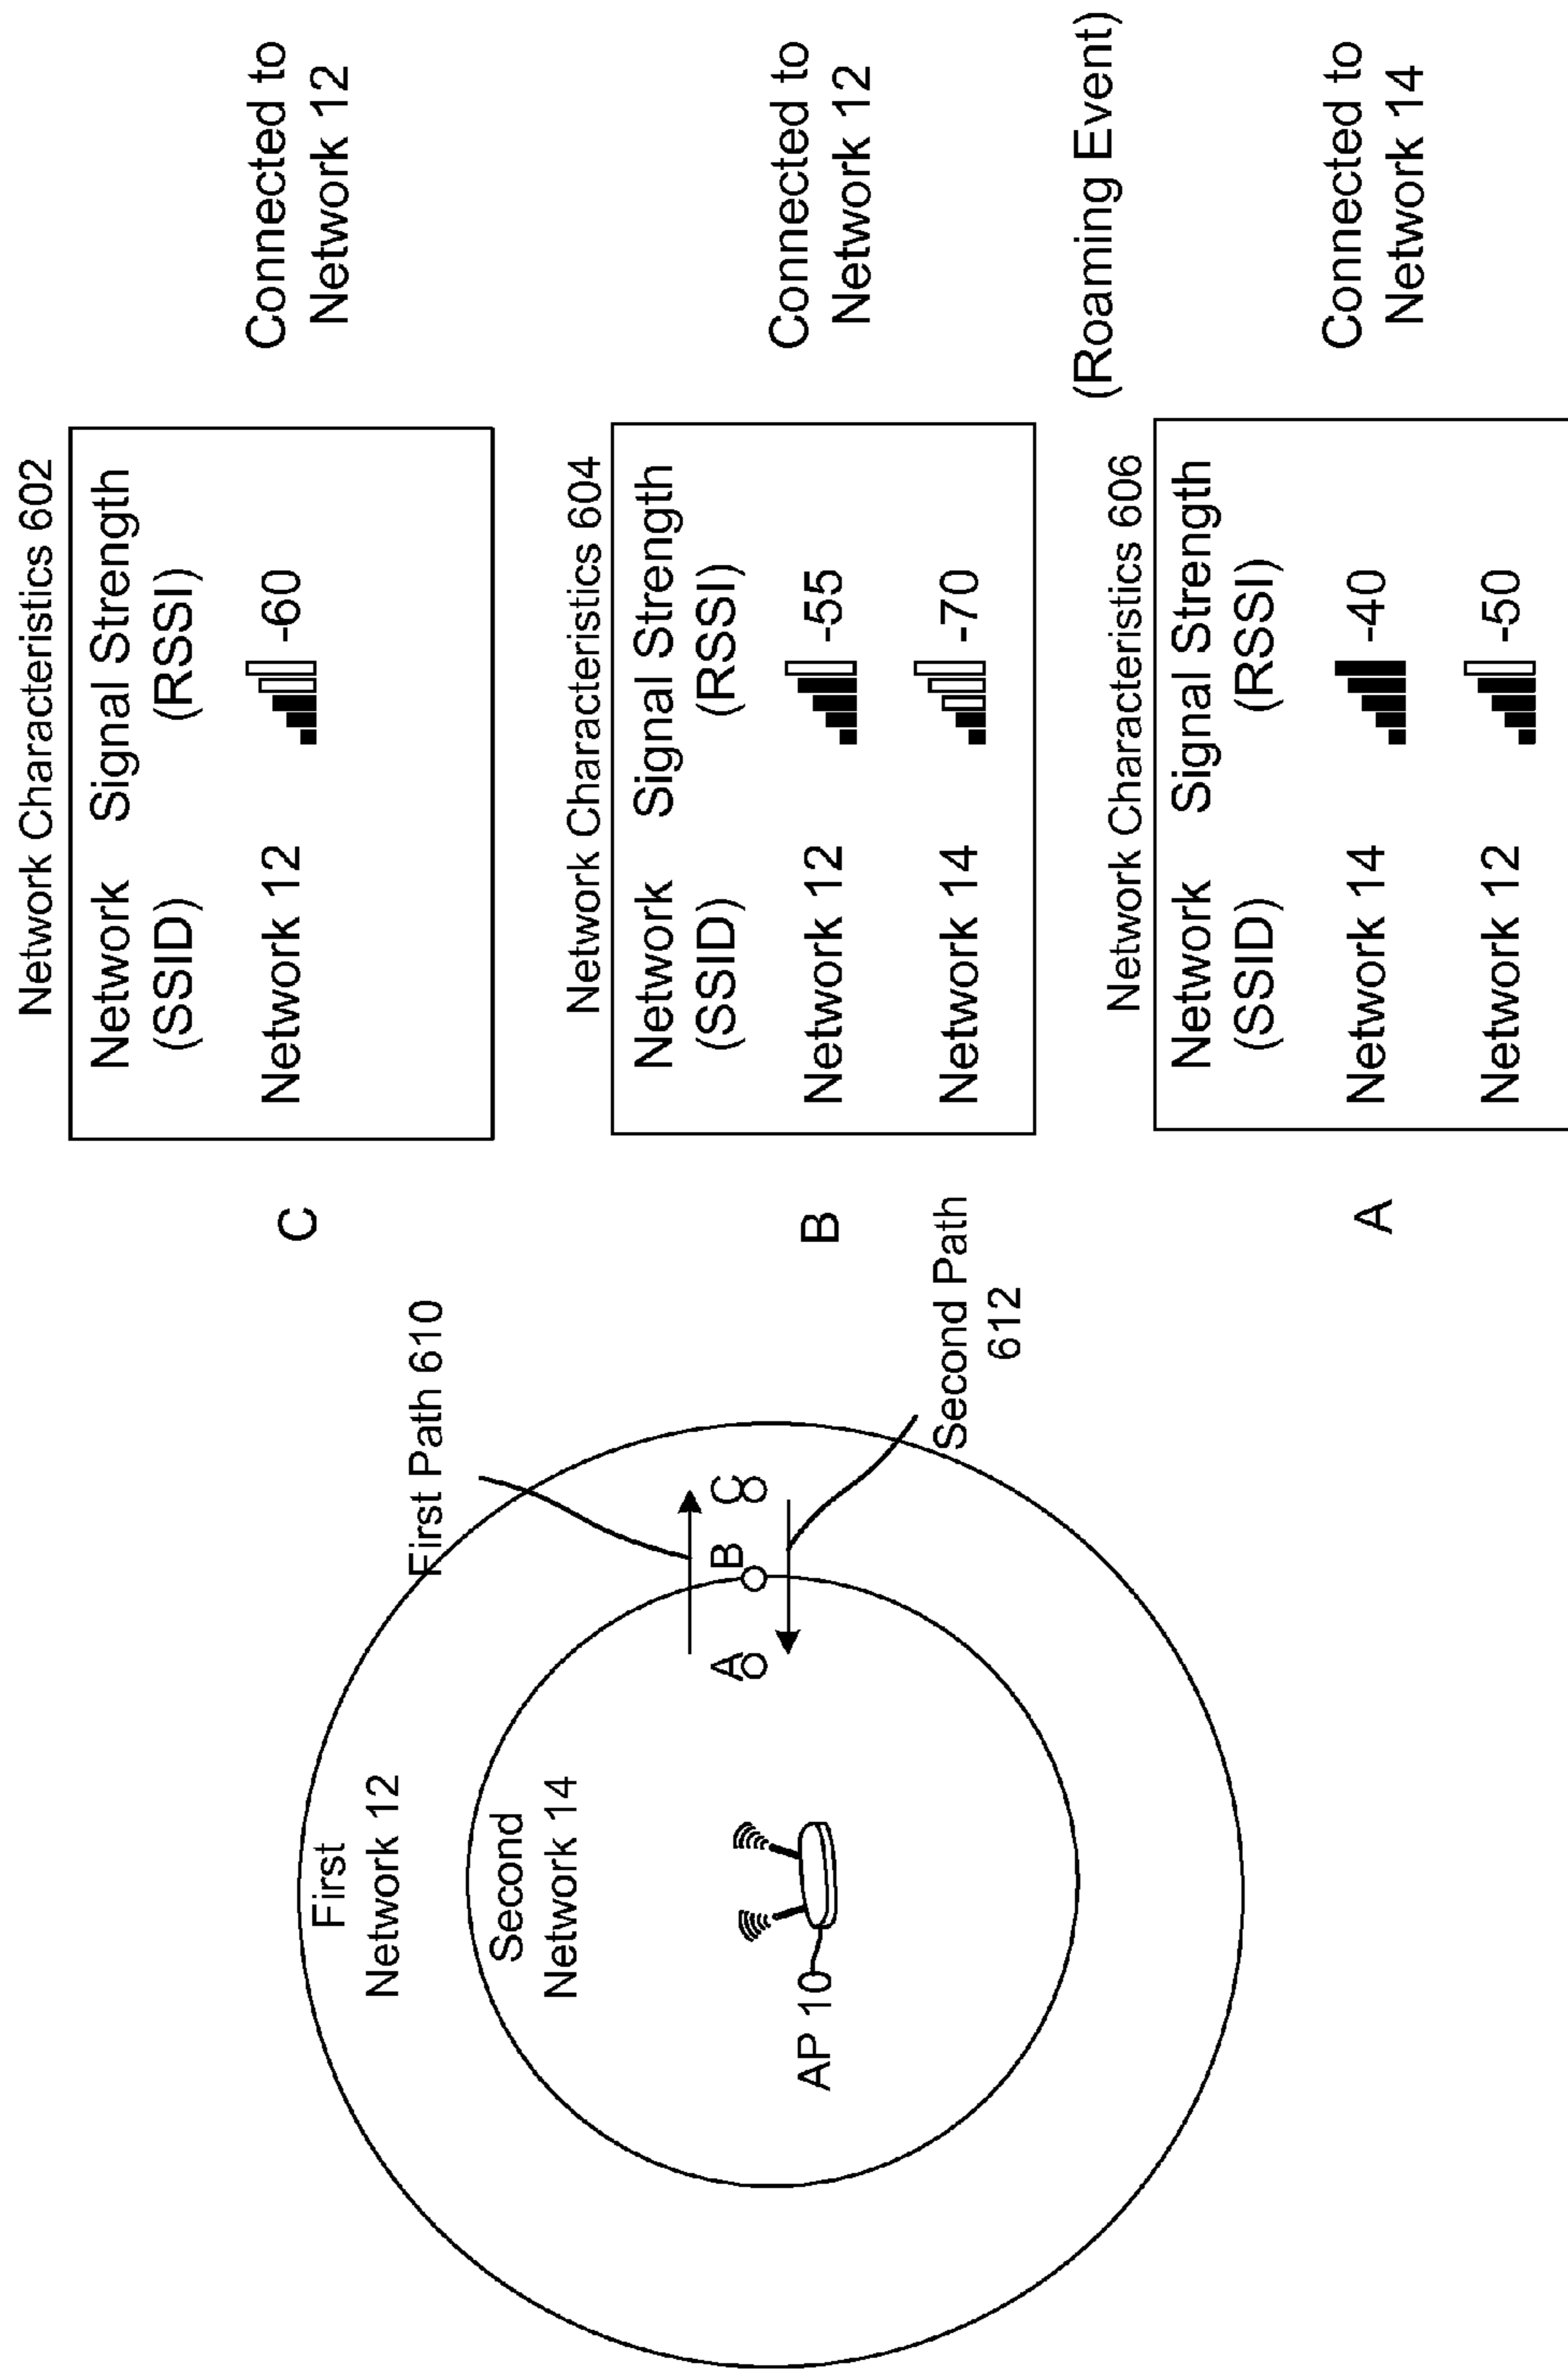 First
Network 12
Second
Network 14
AP 10
First Path 610
A
B
C
Second Path
612
C
Network Characteristics 602
Network
(SSID)
Signal Strength
(RSSI)
Network 12
-60
Connected to
Network 12
B
Network Characteristics 604
Network
(SSID)
Signal Strength
(RSSI)
Network 12
-55
Network 14
-70
Connected to
Network 12
(Roaming Event)
A
Network Characteristics 606
Network
(SSID)
Signal Strength
(RSSI)
Network 14
-40
Network 12
-50
Connected to
Network 14